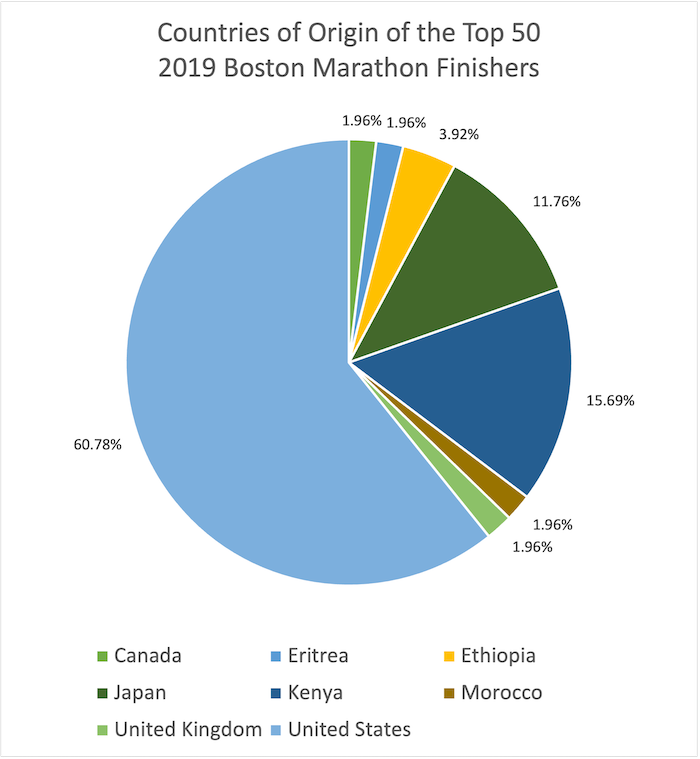 Countries of Origin of the Top 50
2019 Boston Marathon Finishers
1.96% 1.96%
3.92%
11.76%
15.69%
60.78%
1.96%
1.96%
Canada Eritrea Ethiopia
Japan Kenya Morocco
United Kingdom United States